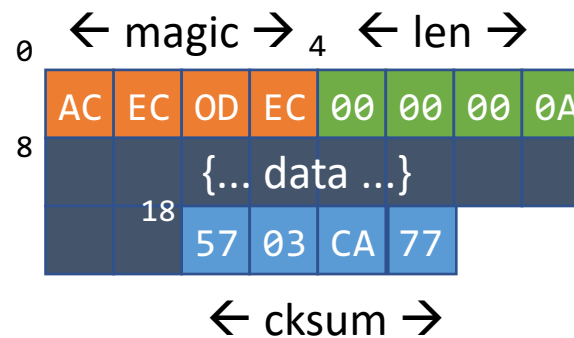 0 ← magic → 4 ← len →
AC EC OD EC 00 00 00 0A
8 {... data ...}
18
57 03 CA 77
← cksum →